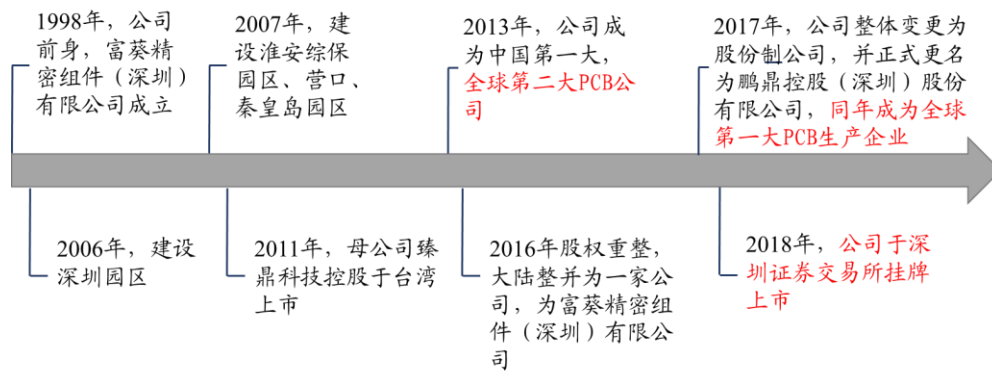 1998年，公司
前身，富葵精
密组件（深圳）
有限公司成立
2007年，建
设淮安综保
园区、营口、
秦皇岛园区
2013年，公司成
为中国第一大，
全球第二大PCB公
司
2017年，公司整体变更为
股份制公司，并正式更名
为鹏鼎控股（深圳）股份
有限公司，同年成为全球
第一大PCB生产企业
2006年，建设
深圳园区
2011年，母公司臻
鼎科技控股于台湾
上市
2016年股权重整，
大陆整并为一家公
司，为富葵精密组
件（深圳）有限公
司
2018年，公司于深
圳证券交易所挂牌
上市